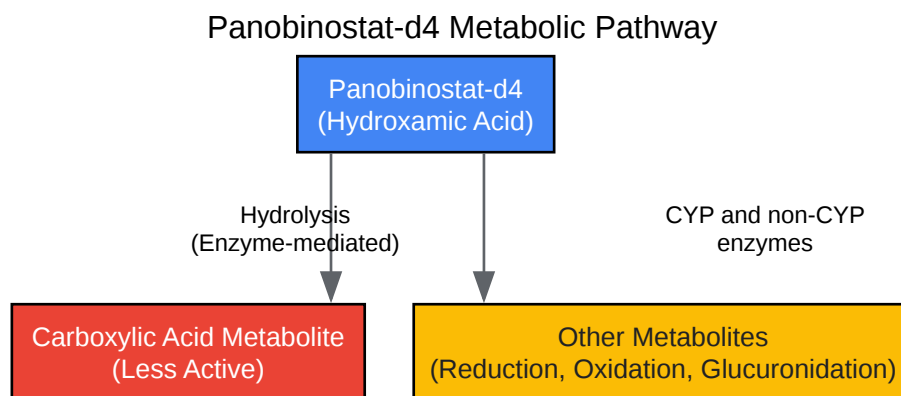 Panobinostat-d4 Metabolic Pathway
Panobinostat-d4
(Hydroxamic Acid)
Hydrolysis
(Enzyme-mediated)
CYP and non-CYP
enzymes
Carboxylic Acid Metabolite
(Less Active)
Other Metabolites
(Reduction, Oxidation, Glucuronidation)